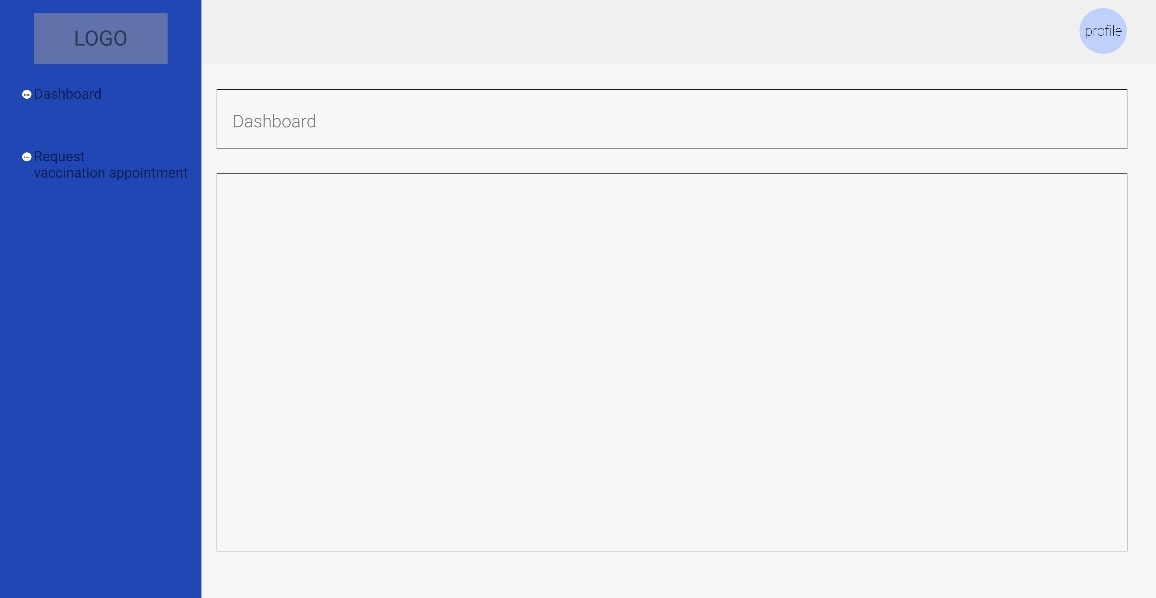 LOGO
profile
Dashboard
Request
vaccination appointment
Dashboard